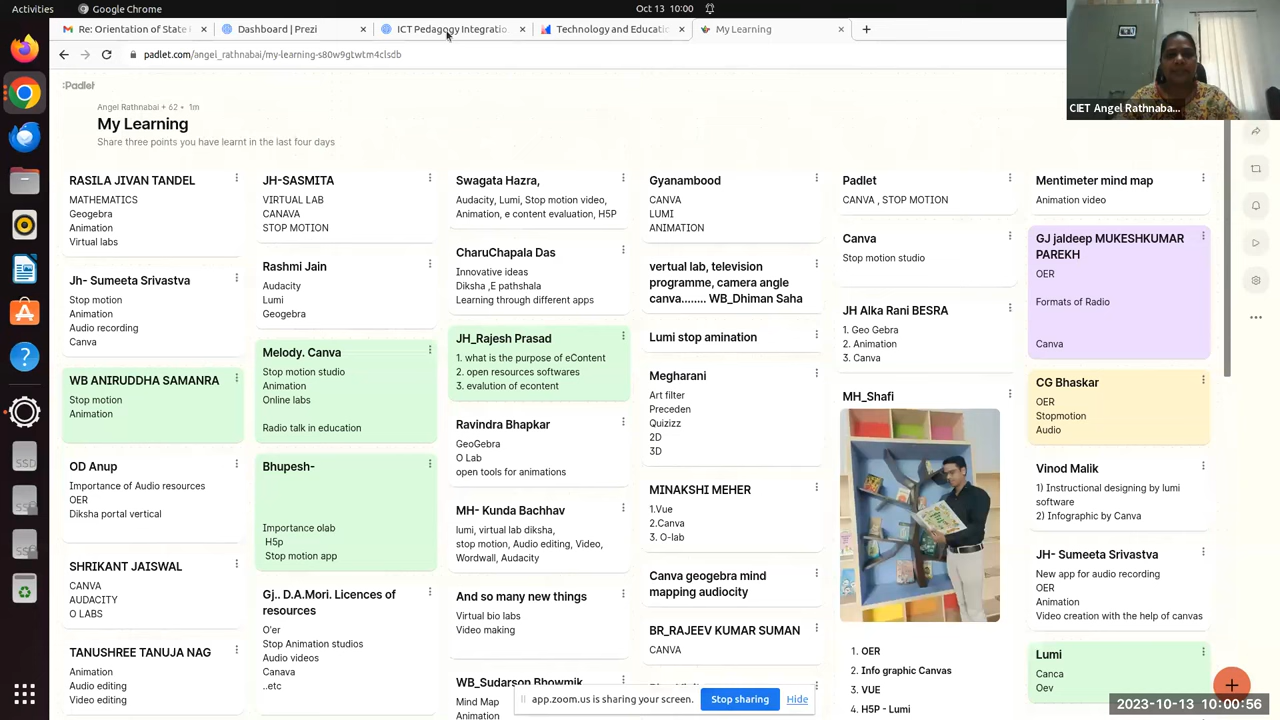 Activities
Google Chrome
Oct 13 10:00
Re: Orientation of State
Dashboard | Prezi
ICT Pedagogy Integratio
Technology and Educatio
My Learning
padlet.com/angel_rathnabai/my-learning-s80w9gtwtm4clsdb
CIET Angel Rathnaba...
:Padlet
Angel Rathnabai + 62 • 1m
My Learning
Share three points you have learnt in the last four days
RASILA JIVAN TANDEL
MATHEMATICS
Geogebra
Animation
Virtual labs
Jh- Sumeeta Srivastva
Stop motion
Animation
Audio recording
Canva
WB ANIRUDDHA SAMANRA
Stop motion
Animation
OD Anup
Importance of Audio resources
OER
Diksha portal vertical
SHRIKANT JAISWAL
CANVA
AUDACITY
O LABS
TANUSHREE TANUJA NAG
Animation
Audio editing
Video editing
JH-SASMITA
VIRTUAL LAB
CANAVA
STOP MOTION
Rashmi Jain
Audacity
Lumi
Geogebra
Melody. Canva
Stop motion studio
Animation
Online labs
Radio talk in education
Bhupesh-
Importance olab
H5p
Stop motion app
Gj.. D.A.Mori. Licences of
resources
O'er
Stop Animation studios
Audio videos
Canava
..etc
Swagata Hazra,
Audacity, Lumi, Stop motion video,
Animation, e content evaluation, H5P
CharuChapala Das
Innovative ideas
Diksha ,E pathshala
Learning through different apps
JH_Rajesh Prasad
1. what is the purpose of eContent
2. open resources softwares
3. evalution of econtent
Ravindra Bhapkar
GeoGebra
O Lab
open tools for animations
MH- Kunda Bachhav
lumi, virtual lab diksha,
stop motion, Audio editing, Video,
Wordwall, Audacity
And so many new things
Virtual bio labs
Video making
WB_Sudarson Bhowmik
Mind Map
Animation
Gyanambood
CANVA
LUMI
ANIMATION
vertual lab, television
programme, camera angle
canva........ WB_Dhiman Saha
Lumi stop amination
Megharani
Art filter
Preceden
Quizizz
2D
3D
MINAKSHI MEHER
1.Vue
2.Canva
3. O-lab
Canva geogebra mind
mapping audiocity
BR_RAJEEV KUMAR SUMAN
CANVA
Padlet
CANVA , STOP MOTION
Canva
Stop motion studio
JH Alka Rani BESRA
1. Geo Gebra
2. Animation
3. Canva
MH_Shafi
1. OER
2. Info graphic Canvas
3. VUE
4. H5P - Lumi
Mentimeter mind map
Animation video
GJ jaldeep MUKESHKUMAR
PAREKH
OER
Formats of Radio
Canva
CG Bhaskar
OER
Stopmotion
Audio
Vinod Malik
1) Instructional designing by lumi
software
2) Infographic by Canva
JH- Sumeeta Srivastva
New app for audio recording
OER
Animation
Video creation with the help of canvas
Lumi
Canca
Oev
app.zoom.us is sharing your screen.
Stop sharing
Hide
2023-10-13 10:00:56